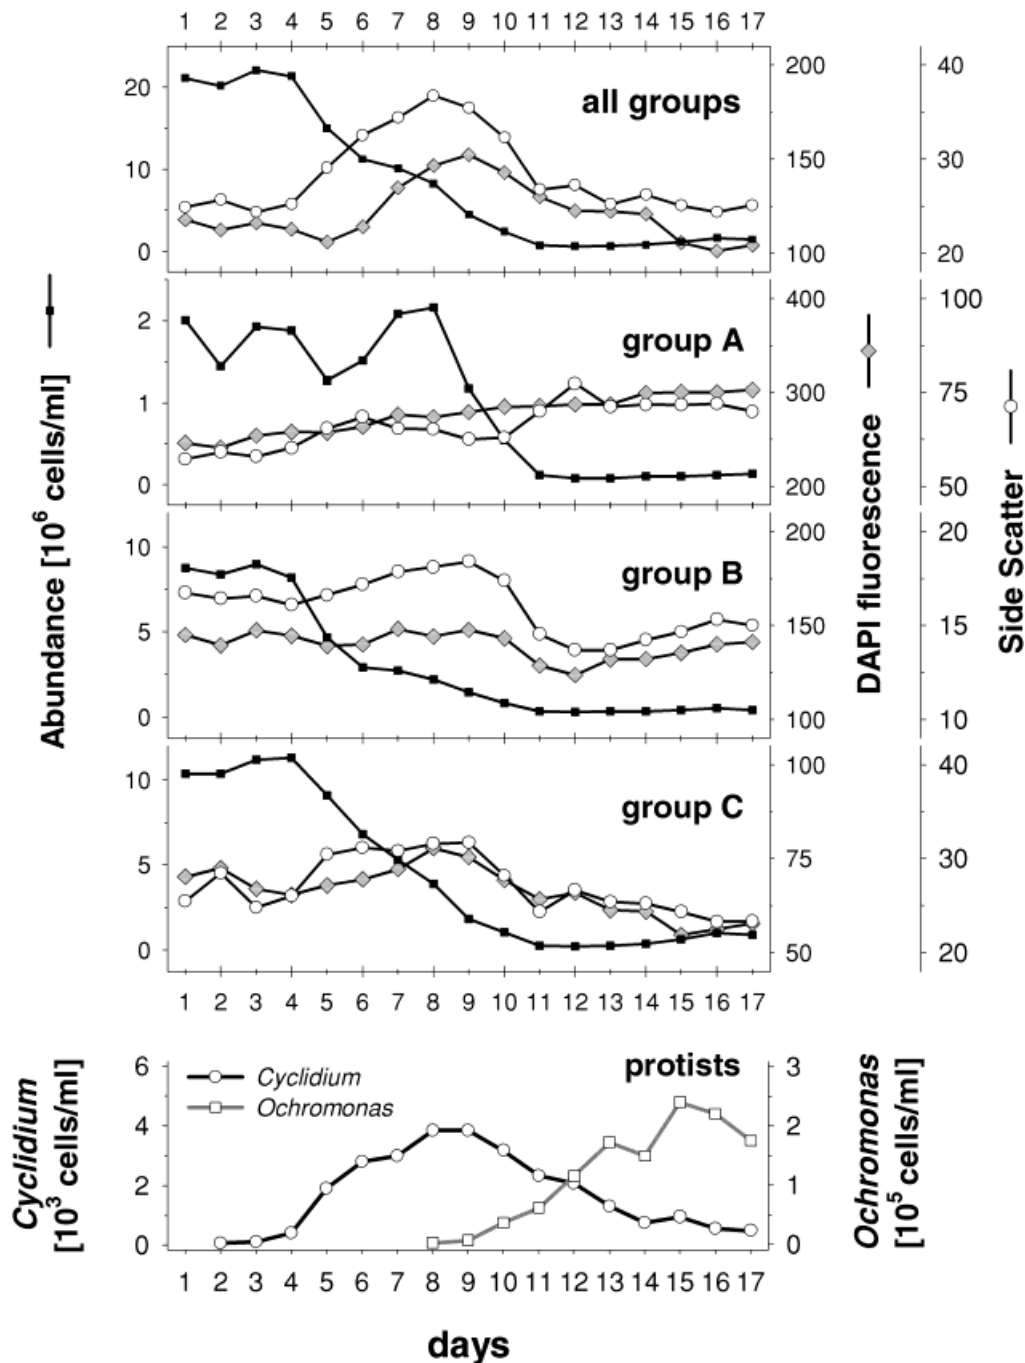 1 2 3 4 5 6 7 8 9 10 11 12 13 14 15 16 17
all groups
20
10
0
200
150
100
40
30
20
group A
2
1
0
400
300
200
100
75
50
group B
10
5
0
200
150
100
20
15
10
group C
10
5
0
100
75
50
40
30
20
Abundance [10⁶ cells/ml]
DAPI fluorescence
Side Scatter
1 2 3 4 5 6 7 8 9 10 11 12 13 14 15 16 17
protists
Cyclidium
Ochromonas
6
4
2
0
3
2
1
0
Cyclidium
[10³ cells/ml]
Ochromonas
[10⁵ cells/ml]
1 2 3 4 5 6 7 8 9 10 11 12 13 14 15 16 17
days